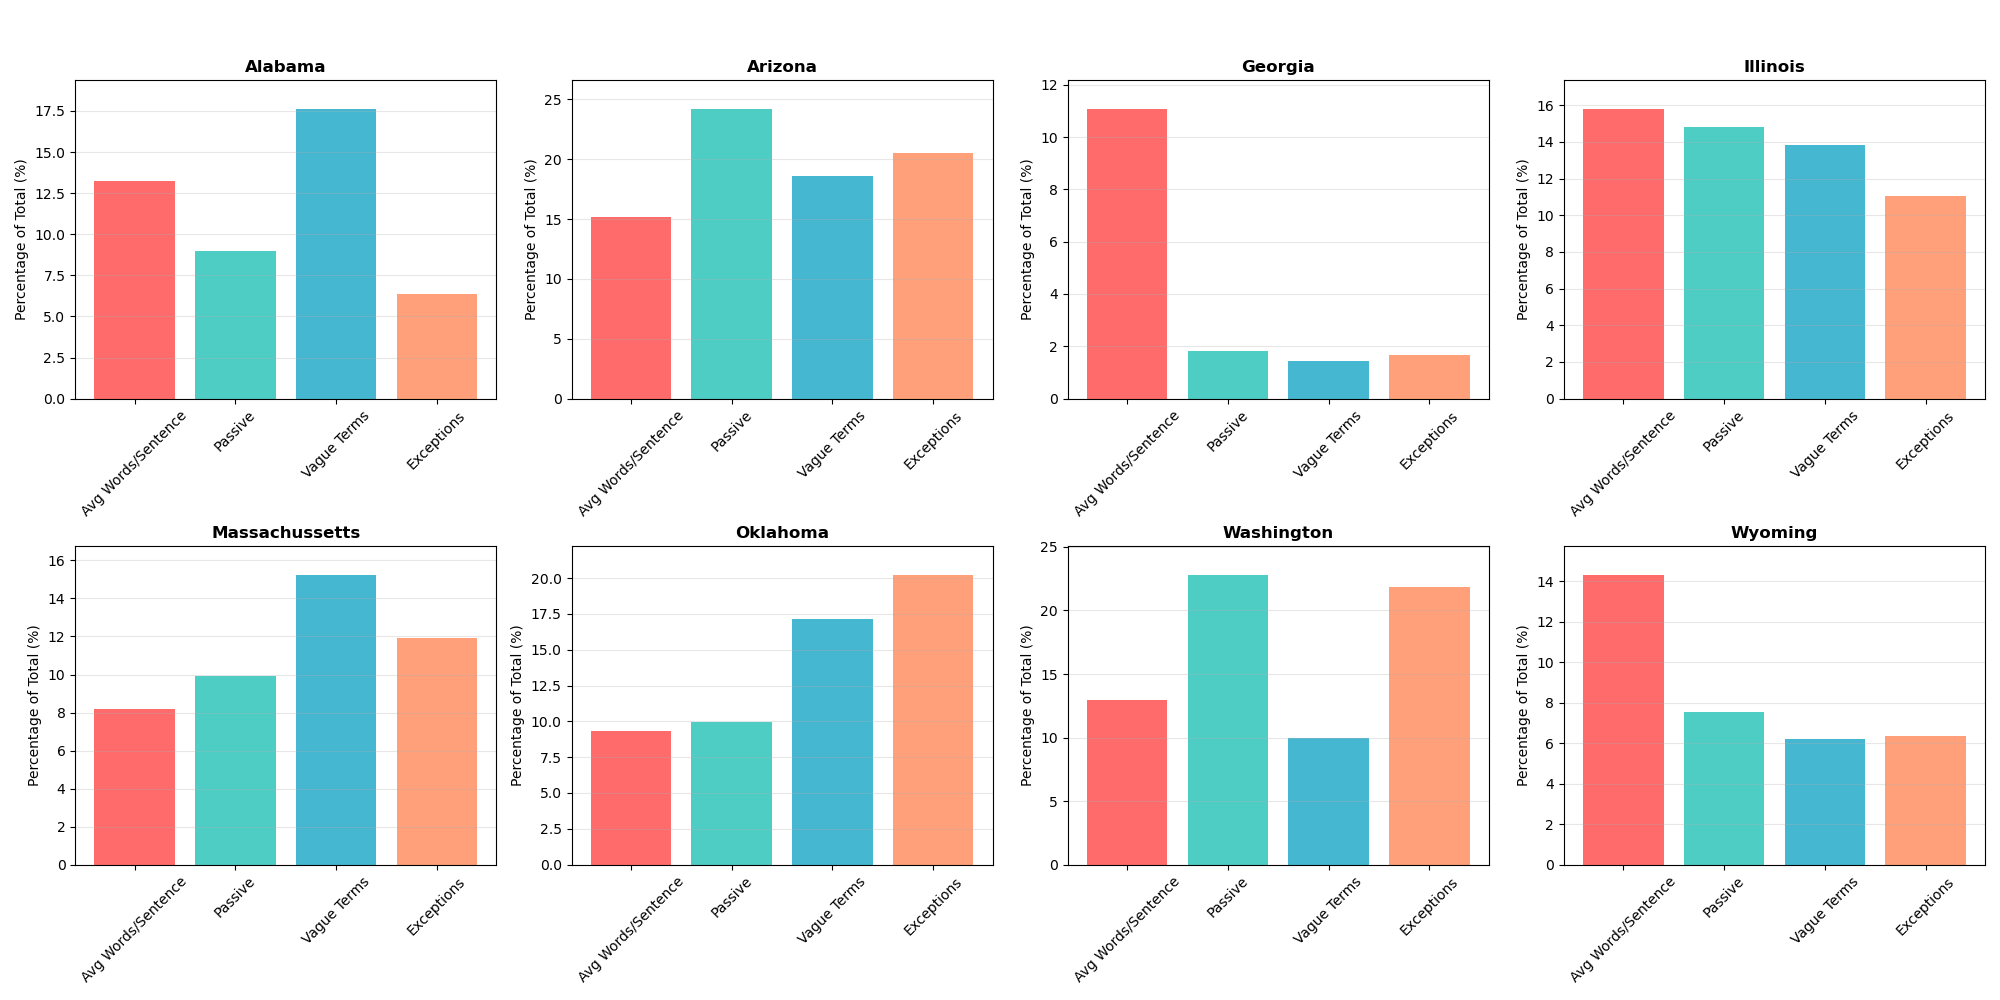 Alabama
Percentage of Total (%)
17.5
15.0
12.5
10.0
7.5
5.0
2.5
0.0
Avg Words/Sentence
Passive
Vague Terms
Exceptions
Arizona
Percentage of Total (%)
25
20
15
10
5
0
Avg Words/Sentence
Passive
Vague Terms
Exceptions
Georgia
Percentage of Total (%)
12
10
8
6
4
2
0
Avg Words/Sentence
Passive
Vague Terms
Exceptions
Illinois
Percentage of Total (%)
16
14
12
10
8
6
4
2
0
Avg Words/Sentence
Passive
Vague Terms
Exceptions
Massachussetts
Percentage of Total (%)
16
14
12
10
8
6
4
2
0
Avg Words/Sentence
Passive
Vague Terms
Exceptions
Oklahoma
Percentage of Total (%)
20.0
17.5
15.0
12.5
10.0
7.5
5.0
2.5
0.0
Avg Words/Sentence
Passive
Vague Terms
Exceptions
Washington
Percentage of Total (%)
25
20
15
10
5
0
Avg Words/Sentence
Passive
Vague Terms
Exceptions
Wyoming
Percentage of Total (%)
14
12
10
8
6
4
2
0
Avg Words/Sentence
Passive
Vague Terms
Exceptions